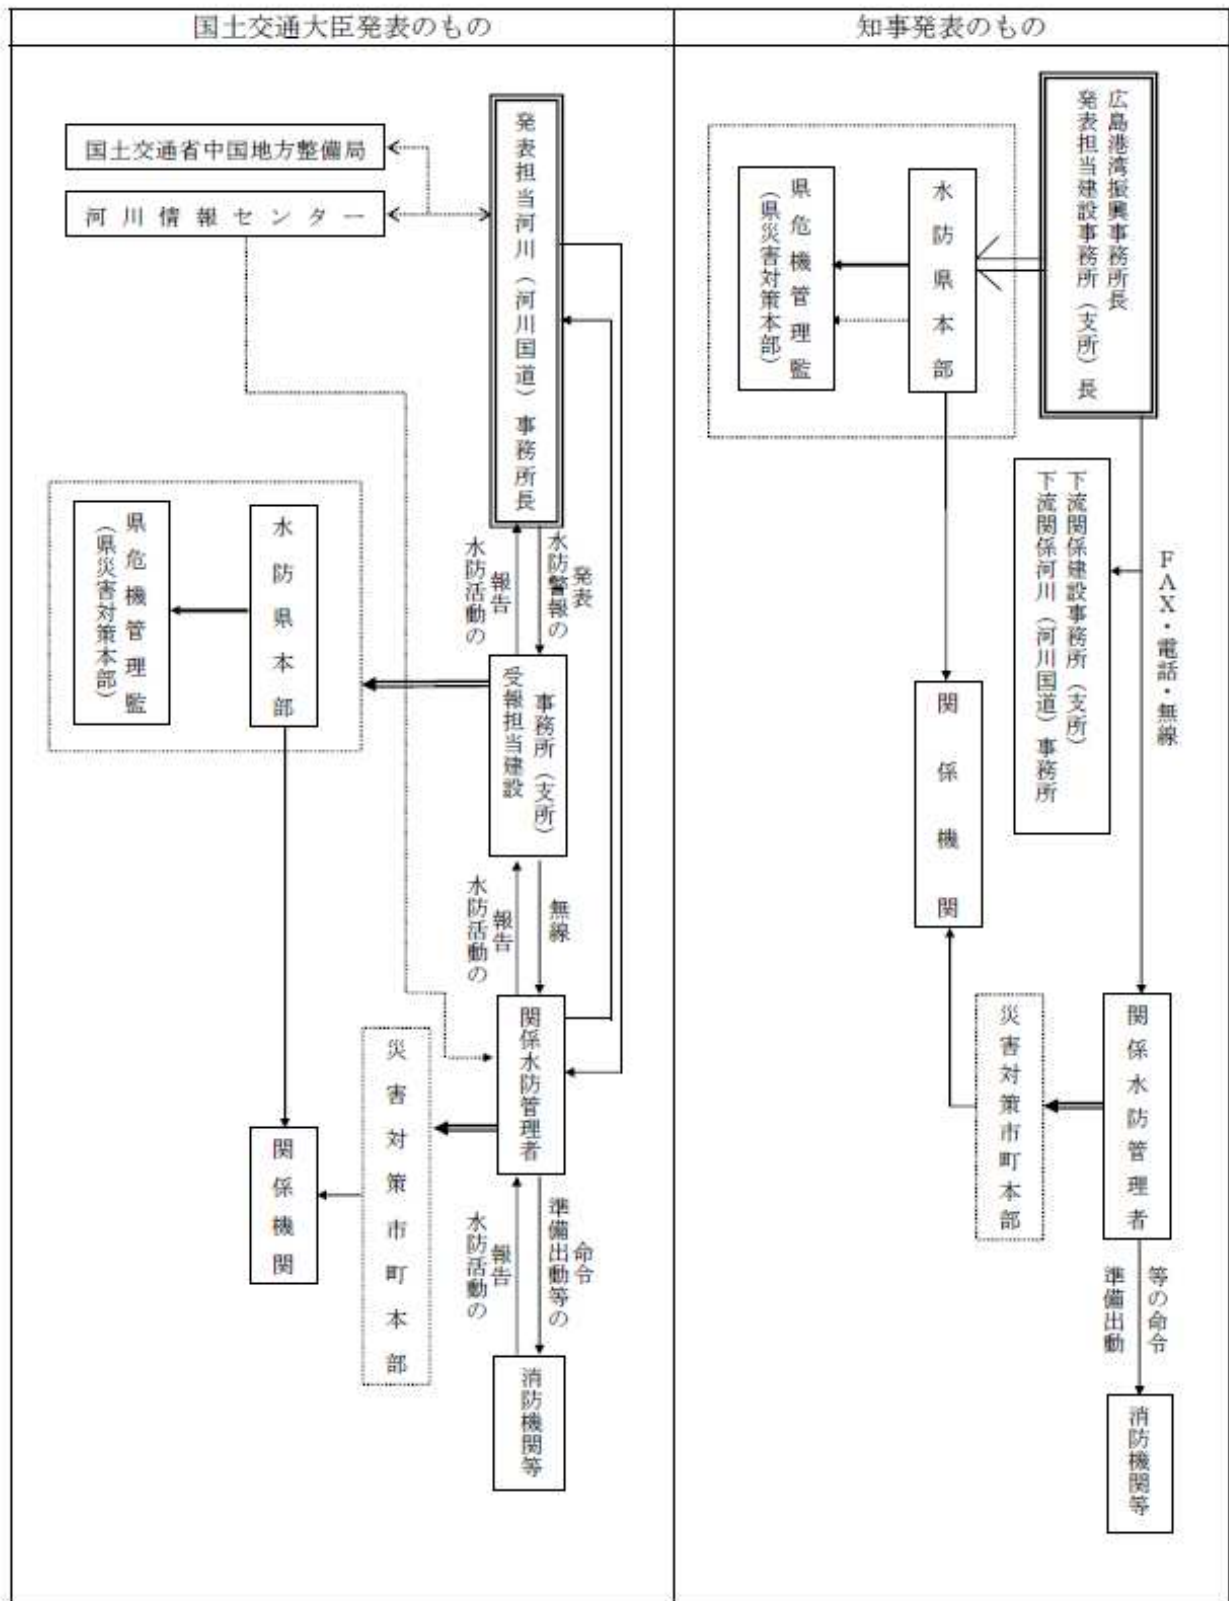 国土交通大臣発表のもの
国土交通省中国地方整備局
河川情報センター
発表担当河川(河川国道)事務所長
水防警報の
発表
水防活動の
報告
水防県本部
県危機管理監
(県災害対策本部)
受報担当建設
事務所(支所)
無線
水防活動の
報告
関係水防管理者
災害対策市町本部
関係機関
準備出動等の
命令
水防活動の
報告
消防機関等
知事発表のもの
広島港湾振興事務所長
発表担当建設事務所(支所)長
水防県本部
県危機管理監
(県災害対策本部)
下流関係建設事務所(支所)
下流関係河川(河川国道)事務所
FAX・電話・無線
関係機関
関係水防管理者
災害対策市町本部
準備出動
等の命令
消防機関等